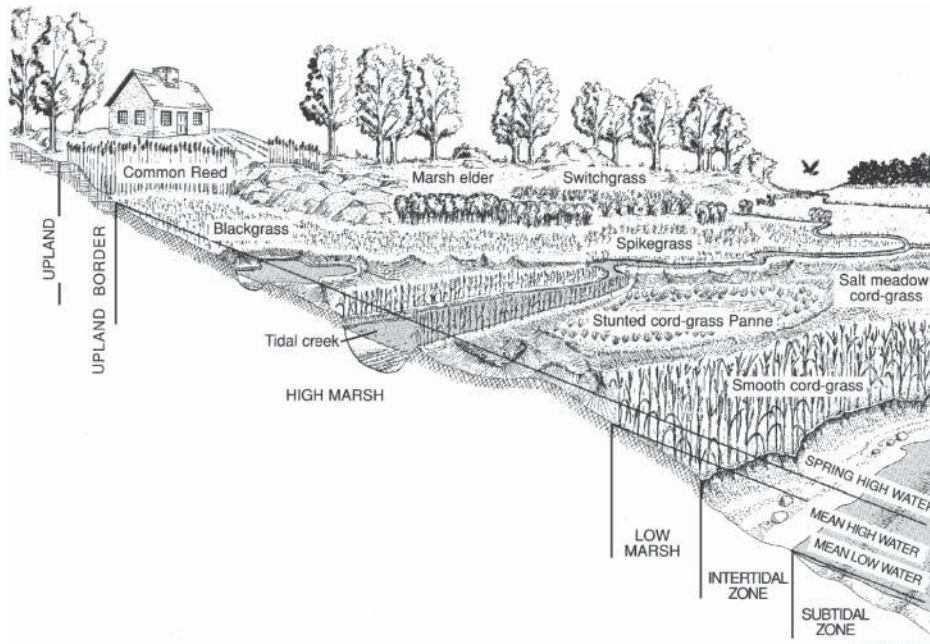 Common Reed
Marsh elder
Switchgrass
Blackgrass
Spikegrass
Salt meadow
cord-grass
Stunted cord-grass Panne
Tidal creek
Smooth cord-grass
UPLAND
UPLAND BORDER
HIGH MARSH
LOW
MARSH
INTERTIDAL
ZONE
SUBTIDAL
ZONE
SPRING HIGH WATER
MEAN HIGH WATER
MEAN LOW WATER